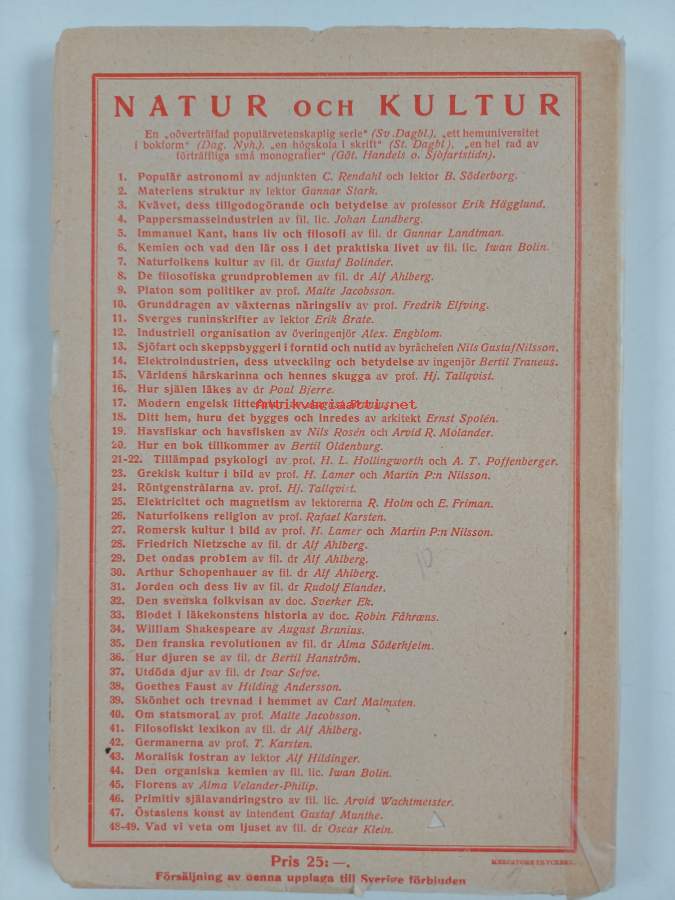 NATUR OCH KULTUR
En „oöverträffad populärvetenskaplig serie“ (Sv. Dagbl.), „ett hemuniversitet
i bokform“ (Dag. Nyh.), „en högskola i skrift“ (St. Dagbl), „en hel rad av
förträffliga små monografier“ (Göt. Handels o. Sjöfartstidn).
1. Populär astronomi av adjunkten C. Rendahl och lektor B. Söderborg.
2. Materiens struktur av lektor Gunnar Stark.
3. Kvävet, dess tillgodogörande och betydelse av professor Erik Hägglund.
4. Pappersmasseindustrien av fil. lic. Johan Lundberg.
5. Immanuel Kant, hans liv och filosofi av fil. dr Gunnar Landtman.
6. Kemien och vad den lär oss i det praktiska livet av fil. lic. Iwan Bolin.
7. Naturfolkens kultur av fil. dr Gustaf Bolinder.
8. De filosofiska grundproblemen av fil. dr Alf Ahlberg.
9. Platon som politiker av prof. Malte Jacobsson.
10. Grunddragen av växternas näringsliv av prof. Fredrik Elfving.
11. Sverges runinskrifter av lektor Erik Brate.
12. Industriell organisation av överingenjör Alex. Engblom.
13. Sjöfart och skeppsbyggeri i forntid och nutid av byråchefen Nils Gustaf Nilsson.
14. Elektroindustrien, dess utveckling och betydelse av ingenjör Bertil Traneus.
15. Världens härskarinna och hennes skugga av prof. Hj. Tallqvist.
16. Hur själen läkes av dr Poul Bjerre.
17. Modern engelsk litteratur
Antikvariaatti.net
18. Ditt hem, huru det bygges och inredes av arkitekt Ernst Spolén.
19. Havsfiskar och havsfisken av Nils Rosén och Arvid R. Molander.
20. Hur en bok tillkommer av Bertil Oldenburg.
21-22. Tillämpad psykologi av prof. H. L. Hollingworth och A. T. Poffenberger.
23. Grekisk kultur i bild av prof. H. Lamer och Martin P:n Nilsson.
24. Röntgenstrålarna av. prof. Hj. Tallqvist.
25. Elektricitet och magnetism av lektorerna R. Holm och E. Friman.
26. Naturfolkens religion av prof. Rafael Karsten.
27. Romersk kultur i bild av prof. H. Lamer och Martin P:n Nilsson.
28. Friedrich Nietzsche av fil. dr Alf Ahlberg.
29. Det ondas problem av fil. dr Alf Ahlberg.
30. Arthur Schopenhauer av fil. dr Alf Ahlberg.
31. Jorden och dess liv av fil. dr Rudolf Elander.
32. Den svenska folkvisan av doc. Sverker Ek.
33. Blodet i läkekonstens historia av doc. Robin Fåhræus.
34. William Shakespeare av August Brunius.
35. Den franska revolutionen av fil. dr Alma Söderhjelm.
36. Hur djuren se av fil. dr Bertil Hanström.
37. Utdöda djur av fil. dr Ivar Sefve.
38. Goethes Faust av Hilding Andersson.
39. Skönhet och trevnad i hemmet av Carl Malmsten.
40. Om statsmoral av prof. Malte Jacobsson.
41. Filosofiskt lexikon av fil. dr Alf Ahlberg.
42. Germanerna av prof. T. Karsten.
43. Moralisk fostran av lektor Alf Hildinger.
44. Den organiska kemien av fil. lic. Iwan Bolin.
45. Florens av Alma Velander-Philip.
46. Primitiv själavandringstro av fil. lic. Arvid Wachtmeister.
47. Östasiens konst av intendent Gustaf Munthe.
48-49. Vad vi veta om ljuset av fil. dr Oscar Klein.
10
Pris 25: —.
Försäljning av denna upplaga till Sverige förbjuden